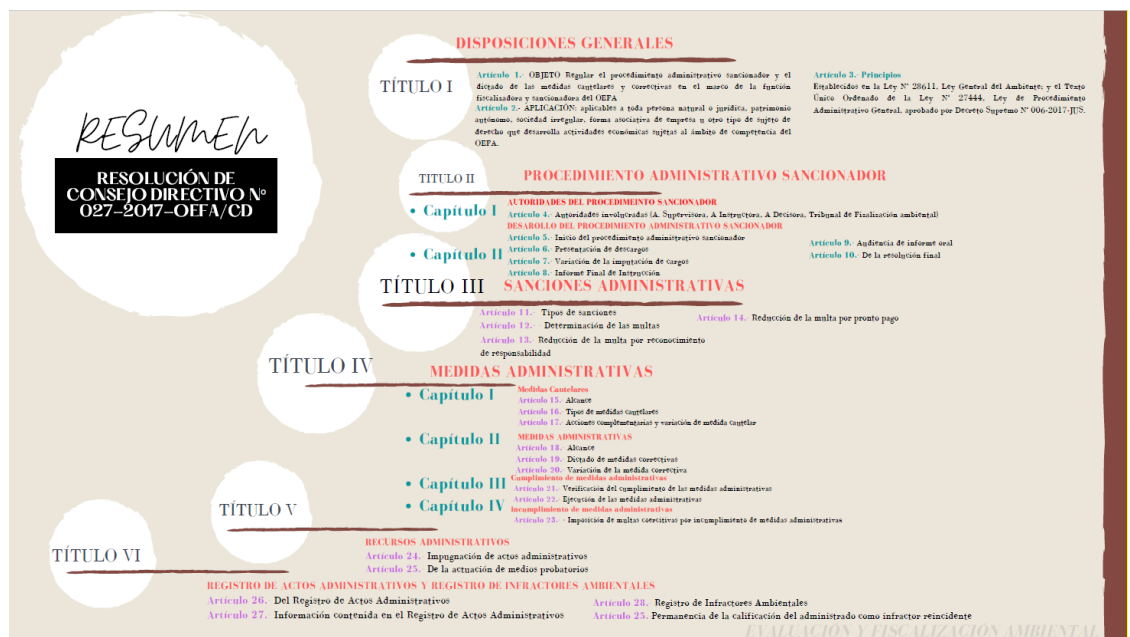 RESUMEN
RESOLUCIÓN DE
CONSEJO DIRECTIVO N°
027-2017-OEFA/CD
TÍTULO I
DISPOSICIONES GENERALES
Artículo 1.- OBJETO Regular el procedimiento administrativo sancionador y el
dictado de las medidas cautelares y correctivas en el marco de la función
fiscalizadora y sancionadora del OEFA
Artículo 2.- APLICACIÓN: aplicables a toda persona natural o jurídica, patrimonio
autónomo, sociedad irregular, forma asociativa de empresa u otro tipo de sujeto de
derecho que desarrolla actividades económicas sujetas al ámbito de competencia del
OEFA.
Artículo 3.- Principios
Establecidos en la Ley N° 28611, Ley General del Ambiente; y el Texto
Único Ordenado de la Ley N° 27444, Ley de Procedimiento
Administrativo General, aprobado por Decreto Supremo N° 006-2017-JUS.
TITULO II
PROCEDIMIENTO ADMINISTRATIVO SANCIONADOR
• Capítulo I
AUTORIDADES DEL PROCEDIMEINTO SANCIONADOR
Artículo 4.- Autoridades involucradas (A. Supervisora, A Instructora, A Decisora, Tribunal de Fizalización ambiental)
DESAROLLO DEL PROCEDIMIENTO ADMINISTRATIVO SANCIONADOR
• Capítulo II
Artículo 5.- Inicio del procedimiento administrativo sancionador
Artículo 6.- Presentación de descargos
Artículo 7.- Variación de la imputación de cargos
Artículo 8.- Informe Final de Instrucción
Artículo 9.- Audiencia de informe oral
Artículo 10.- De la resolución final
TÍTULO III
SANCIONES ADMINISTRATIVAS
Artículo 11.- Tipos de sanciones
Artículo 12.- Determinación de las multas
Artículo 13.- Reducción de la multa por reconocimiento
de responsabilidad
Artículo 14.- Reducción de la multa por pronto pago
TÍTULO IV
MEDIDAS ADMINISTRATIVAS
• Capítulo I
Medidas Cautelares
Artículo 15.- Alcance
Artículo 16.- Tipos de medidas cautelares
Artículo 17.- Acciones complementarias y variación de medida cautelar
• Capítulo II
MEDIDAS ADMINISTRATIVAS
Artículo 18.- Alcance
Artículo 19.- Dictado de medidas correctivas
Artículo 20.- Variación de la medida correctiva
• Capítulo III
Cumplimiento de medidas administrativas
Artículo 21.- Verificación del cumplimiento de las medidas administrativas
Artículo 22.- Ejecución de las medidas administrativas
• Capítulo IV
Incumplimiento de medidas administrativas
Artículo 23.- Imposición de multas coercitivas por incumplimiento de medidas administrativas
TÍTULO V
RECURSOS ADMINISTRATIVOS
Artículo 24.- Impugnación de actos administrativos
Artículo 25.- De la actuación de medios probatorios
TÍTULO VI
REGISTRO DE ACTOS ADMINISTRATIVOS Y REGISTRO DE INFRACTORES AMBIENTALES
Artículo 26.- Del Registro de Actos Administrativos
Artículo 27.- Información contenida en el Registro de Actos Administrativos
Artículo 28.- Registro de Infractores Ambientales
Artículo 25.- Permanencia de la calificación del administrado como infractor reincidente
EVALUACIÓN Y FISCALIZACIÓN AMBIENTAL